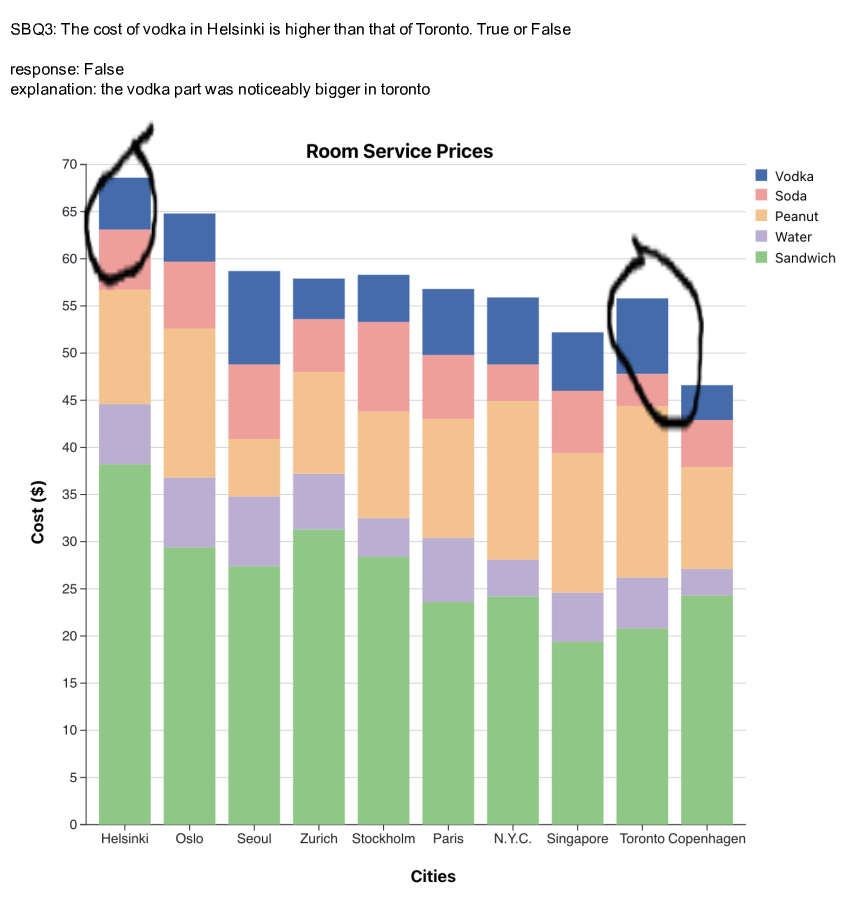 SBQ3: The cost of vodka in Helsinki is higher than that of Toronto. True or False
response: False
explanation: the vodka part was noticeably bigger in toronto
Room Service Prices
70
65
60
55
50
45
40
35
30
25
20
15
10
5
0
Cost ($)
Helsinki Oslo Seoul Zurich Stockholm Paris N.Y.C. Singapore Toronto Copenhagen
Cities
Vodka
Soda
Peanut
Water
Sandwich